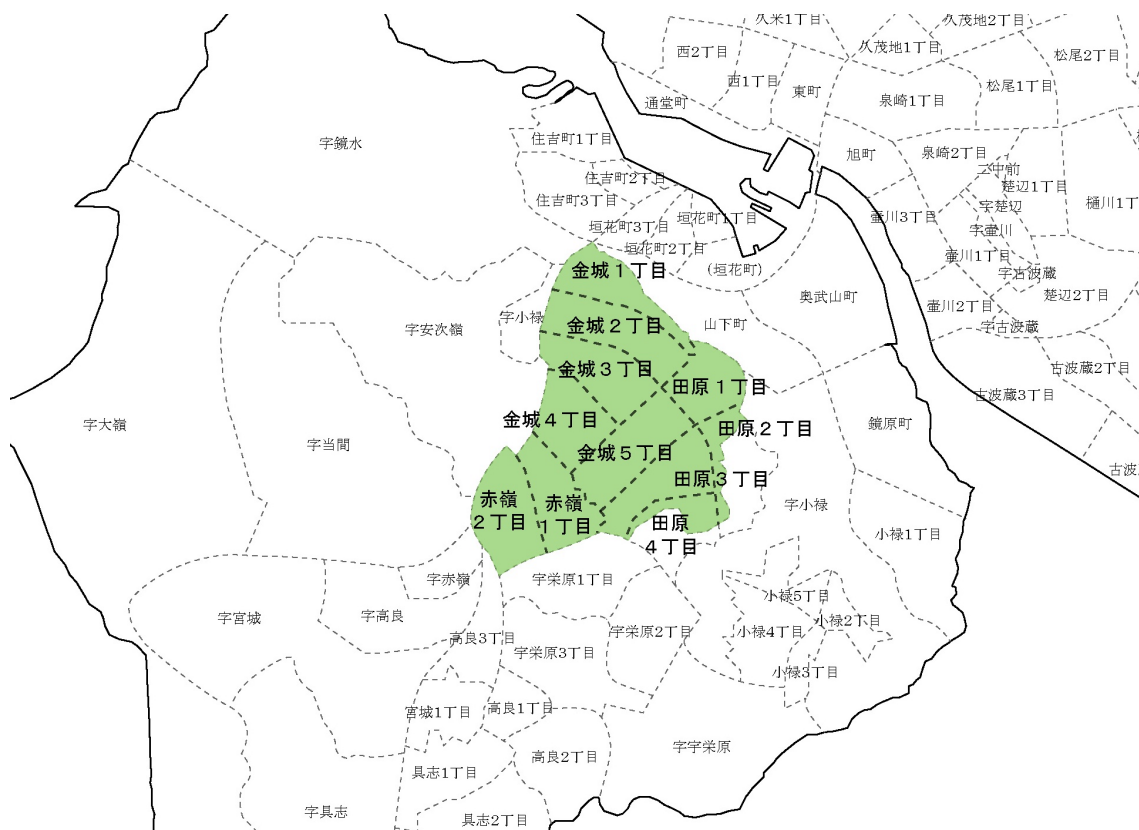 久米1丁目
久茂地2丁目
久茂地1丁目
松尾2丁目
西2丁目
西1丁目
東町
松尾1丁目
泉崎1丁目
通堂町
住吉町1丁目
字鏡水
旭町
泉崎2丁目
二中前
住吉町2丁目
楚辺1丁目
住吉町3丁目
樋川1丁
字楚辺
垣花町1丁目
壷川3丁目
垣花町3丁目
字壷川
垣花町2丁目
壷川1丁目
金城1丁目
(垣花町)
字古波蔵
奥武山町
楚辺2丁目
壷川2丁目
字小禄
金城2丁目
山下町
字安次嶺
字古波蔵
金城3丁目
古波蔵2丁目
田原1丁目
古波蔵3丁目
金城4丁目
字大嶺
田原2丁目
鏡原町
字当間
金城5丁目
古波
田原3丁目
赤嶺
2丁目
赤嶺
1丁目
字小禄
田原
4丁目
小禄1丁目
字赤嶺
宇栄原1丁目
小禄5丁目
字宮城
字高良
小禄2丁目
高良3丁目
宇栄原2丁目
小禄4丁目
宇栄原3丁目
小禄3丁目
宮城1丁目
高良1丁目
字宇栄原
高良2丁目
具志1丁目
字具志
具志2丁目